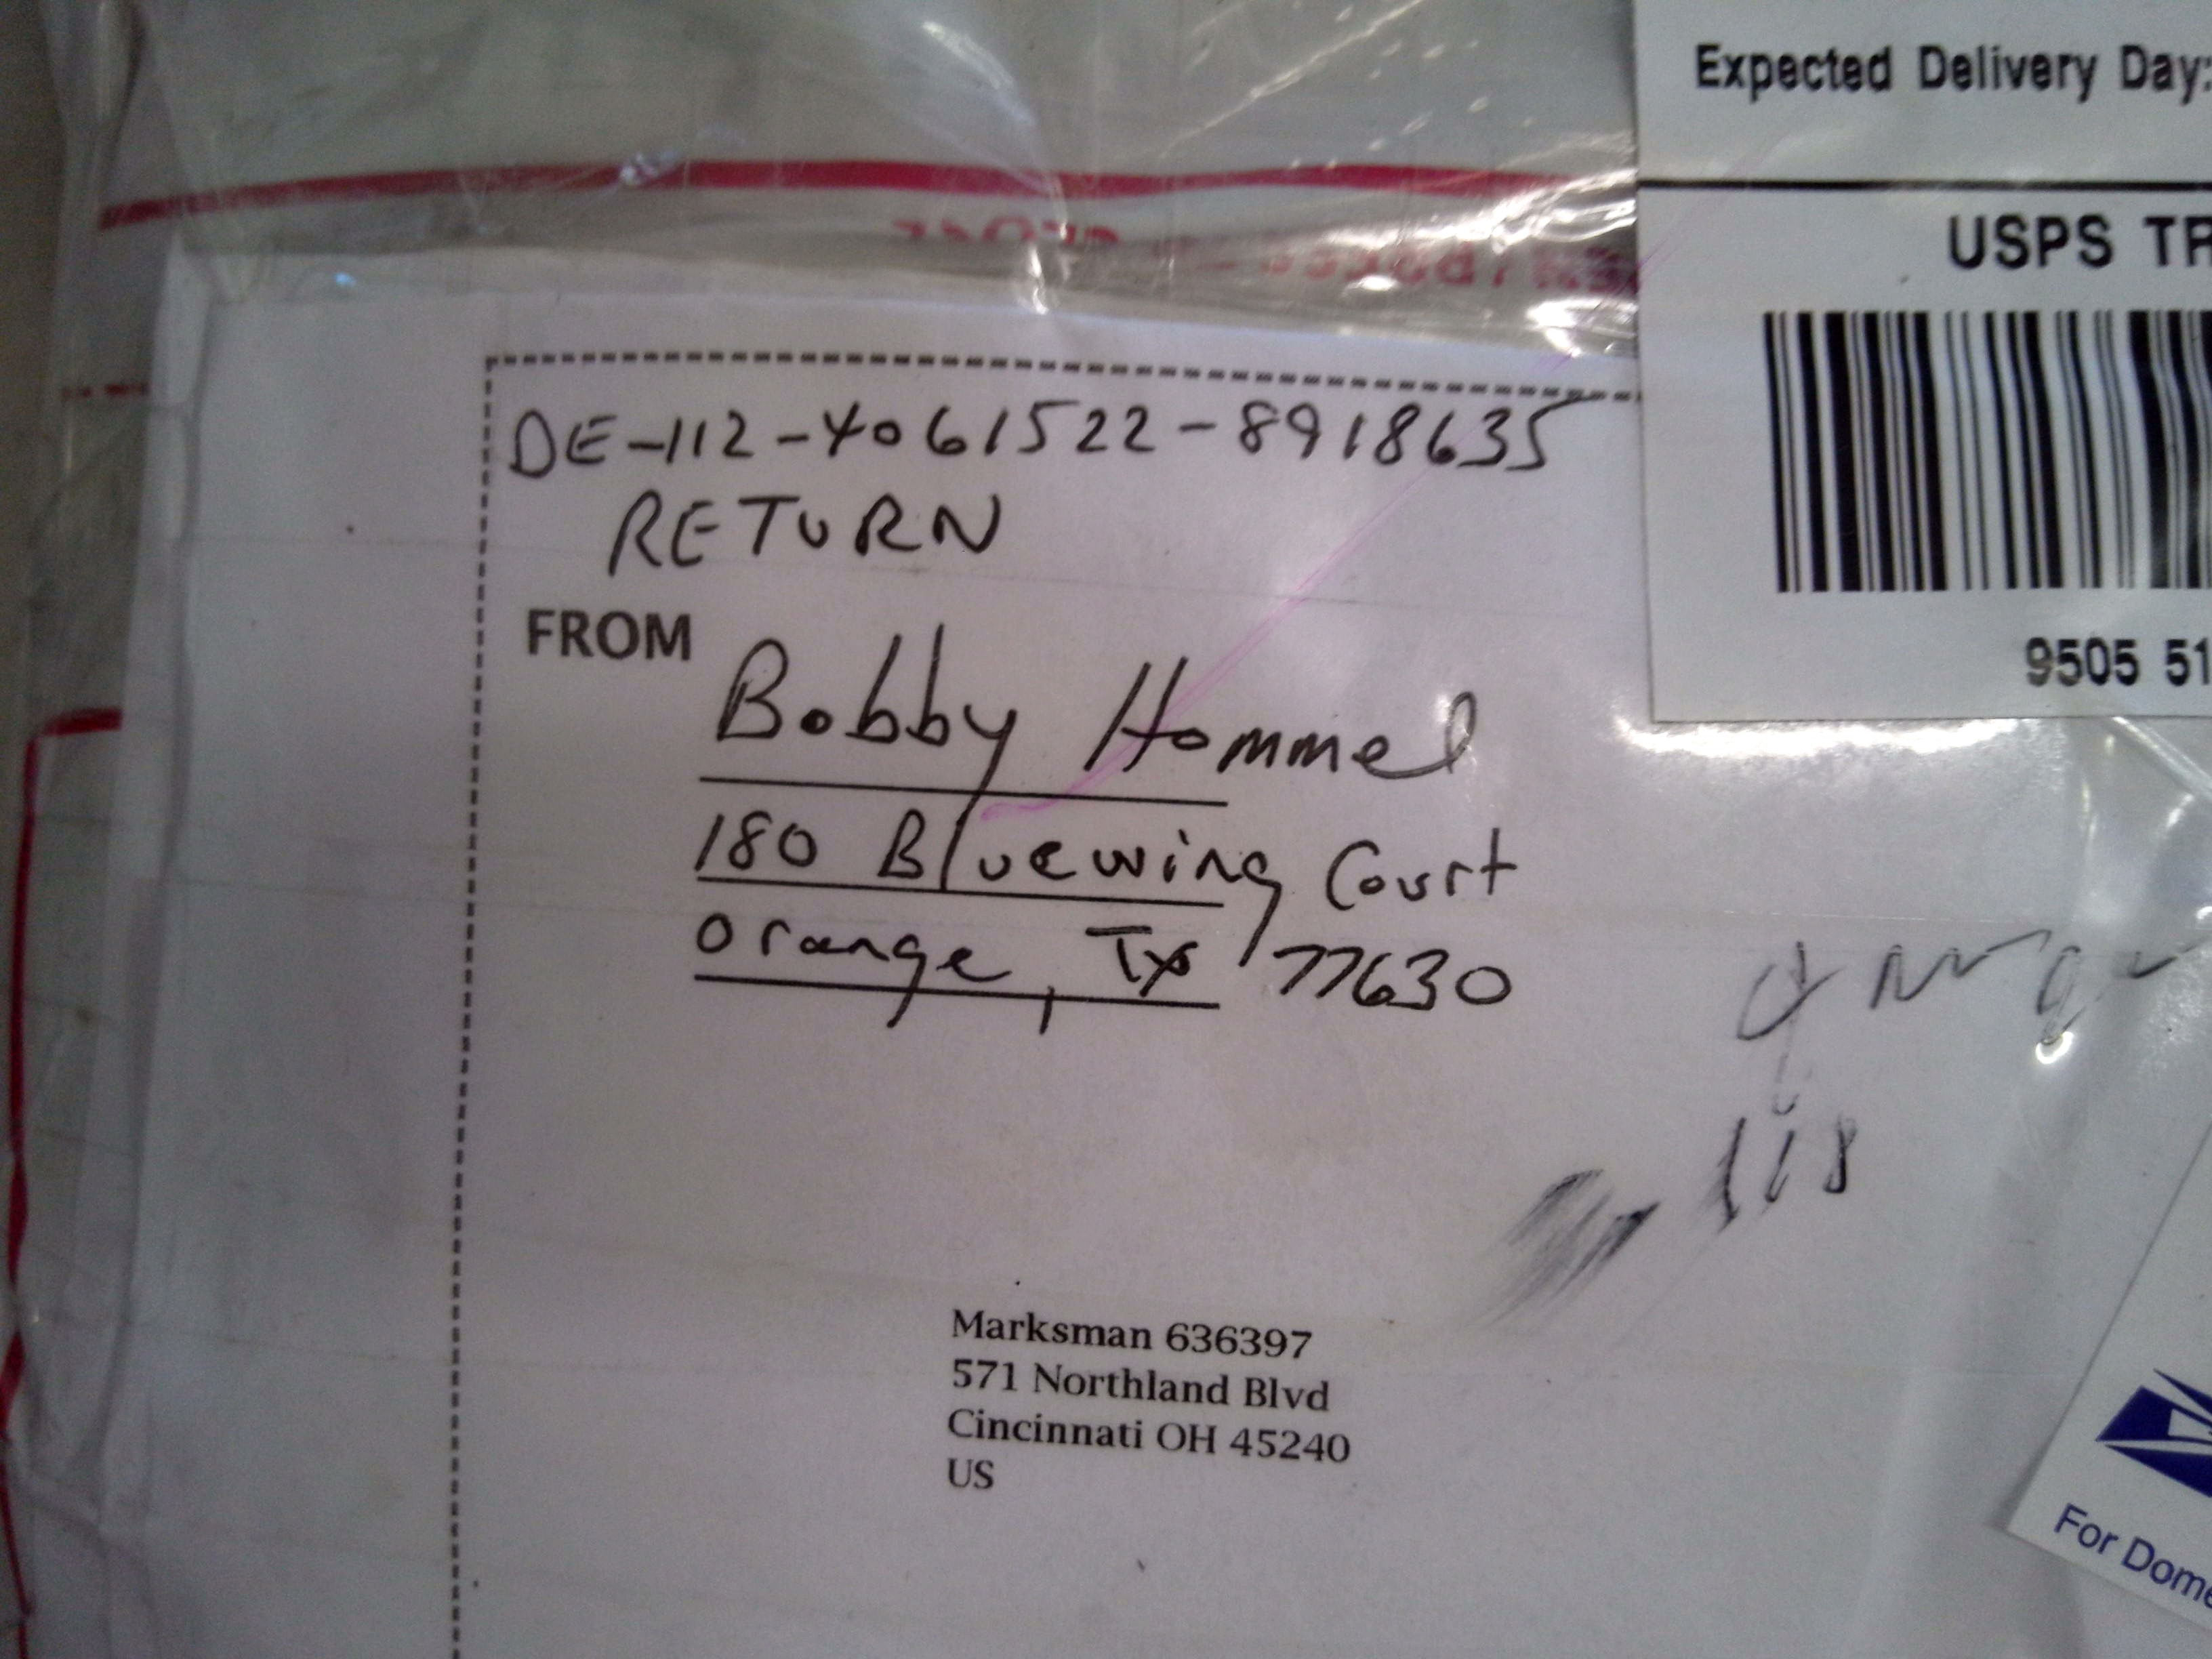 Expected Delivery Day:
USPS TR
9505 51
DE-112-4061522-8918635
RETURN
FROM
Bobby Hommel
180 Bluewing Court
Orange, Tx 77630
Marksman 636397
571 Northland Blvd
Cincinnati OH 45240
US
For Dome